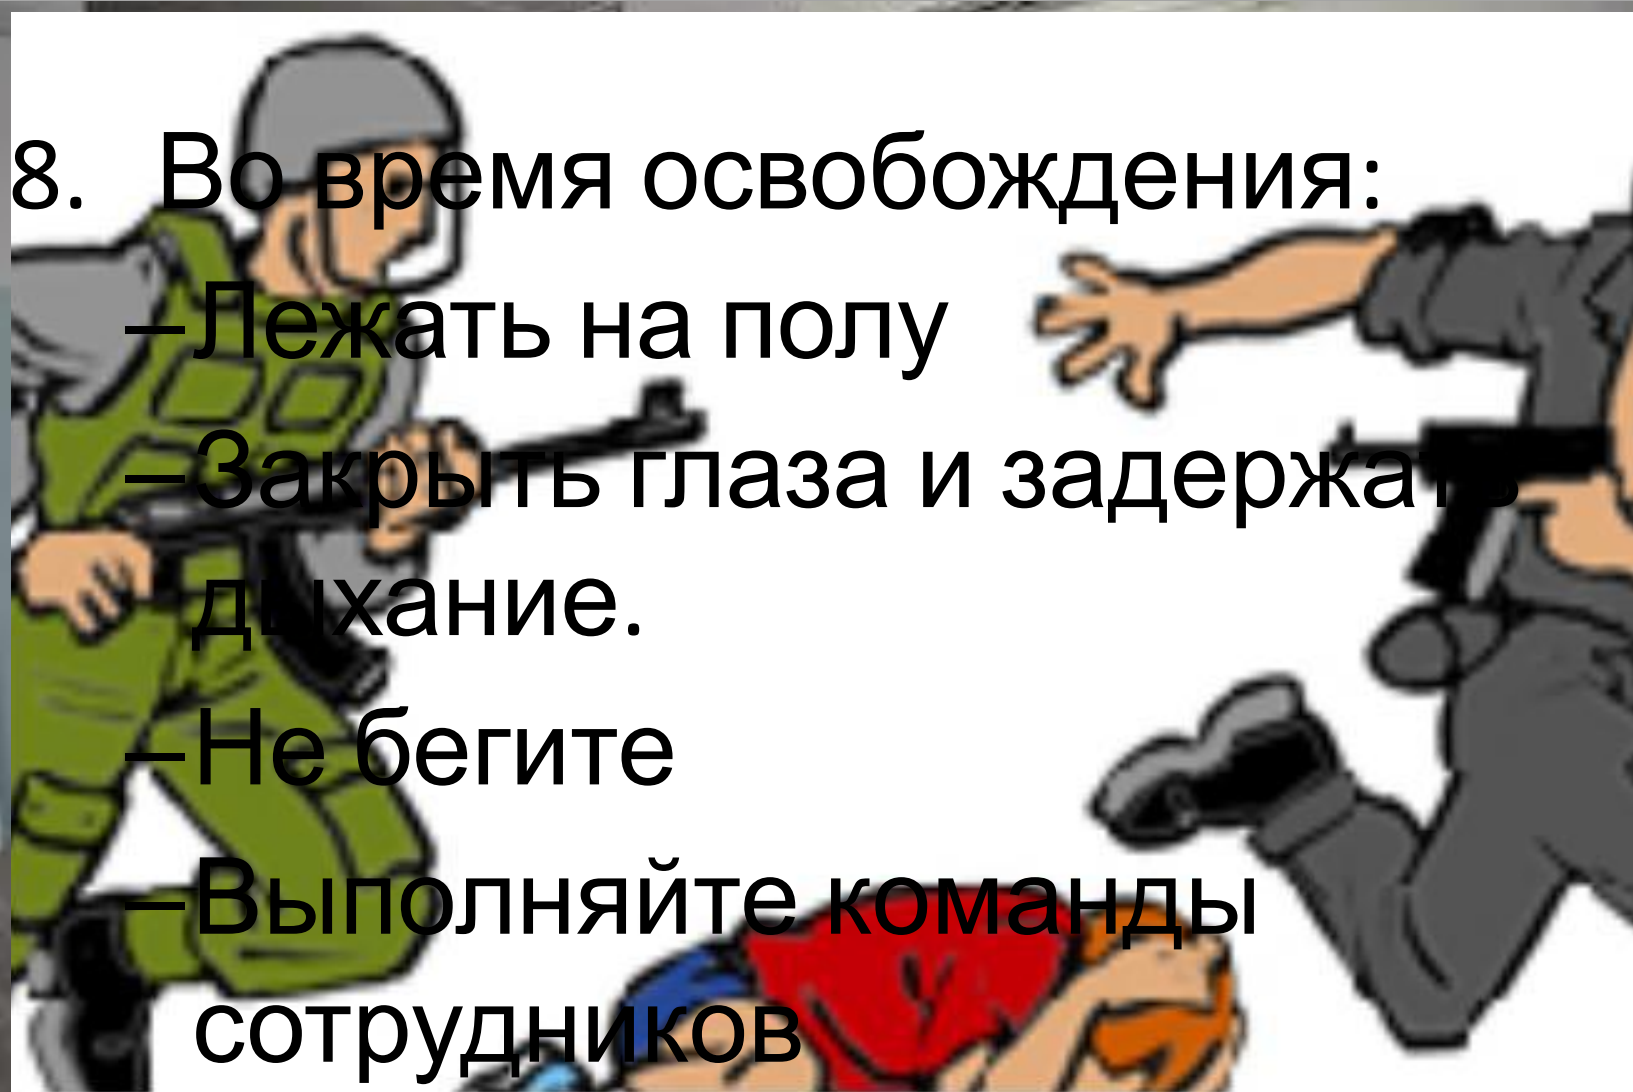 8. Во время освобождения:
–Лежать на полу
–Закрыть глаза и задержать
дыхание.
–Не бегите
–Выполняйте команды
сотрудников